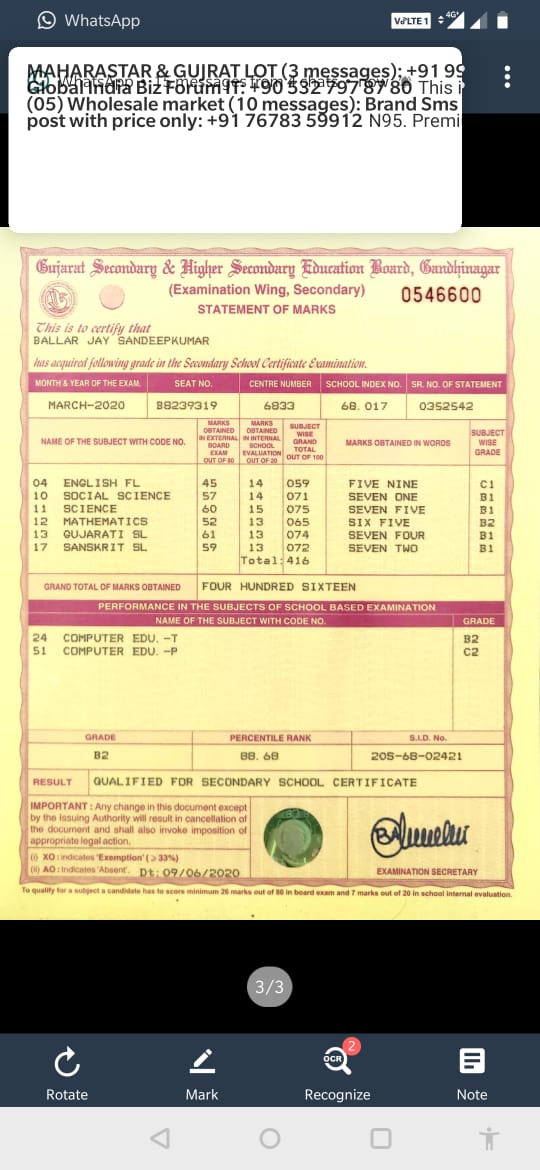 WhatsApp
VoLTE 1
4G+
MAHARASTAR & GUJRAT LOT (3 messages): +91 99
WhatsApp • 15 messages from 4 chats • now
Global India Biz Forum II: +90 532 797 87 80 This i
(05) Wholesale market (10 messages): Brand Sms
post with price only: +91 76783 59912 N95. Premi
Gujarat Secondary & Higher Secondary Education Board, Gandhinagar
(Examination Wing, Secondary)
0546600
STATEMENT OF MARKS
This is to certify that
BALLAR JAY SANDEEPKUMAR
has acquired following grade in the Secondary School Certificate Examination.
MONTH & YEAR OF THE EXAM. SEAT NO. CENTRE NUMBER SCHOOL INDEX NO. SR. NO. OF STATEMENT
MARCH-2020 B8239319 6833 68. 017 0352542
NAME OF THE SUBJECT WITH CODE NO.
MARKS OBTAINED IN EXTERNAL BOARD EXAM OUT OF 80
MARKS OBTAINED IN INTERNAL SCHOOL EVALUATION OUT OF 20
SUBJECT WISE GRAND TOTAL OUT OF 100
MARKS OBTAINED IN WORDS
SUBJECT WISE GRADE
04 ENGLISH FL 45 14 059 FIVE NINE C1
10 SOCIAL SCIENCE 57 14 071 SEVEN ONE B1
11 SCIENCE 60 15 075 SEVEN FIVE B1
12 MATHEMATICS 52 13 065 SIX FIVE B2
13 GUJARATI SL 61 13 074 SEVEN FOUR B1
17 SANSKRIT SL 59 13 072 SEVEN TWO B1
Total: 416
GRAND TOTAL OF MARKS OBTAINED FOUR HUNDRED SIXTEEN
PERFORMANCE IN THE SUBJECTS OF SCHOOL BASED EXAMINATION
NAME OF THE SUBJECT WITH CODE NO. GRADE
24 COMPUTER EDU. -T B2
51 COMPUTER EDU. -P C2
GRADE PERCENTILE RANK S.I.D. No.
B2 88. 68 205-68-02421
RESULT QUALIFIED FOR SECONDARY SCHOOL CERTIFICATE
IMPORTANT : Any change in this document except
by the Issuing Authority will result in cancellation of
the document and shall also invoke imposition of
appropriate legal action.
(i) XO : indicates 'Exemption' (≥ 33%)
(ii) AO : Indicates 'Absent'. Dt: 09/06/2020
EXAMINATION SECRETARY
To qualify for a subject a candidate has to score minimum 26 marks out of 80 in board exam and 7 marks out of 20 in school internal evaluation.
3/3
OCR
2
Rotate Mark Recognize Note